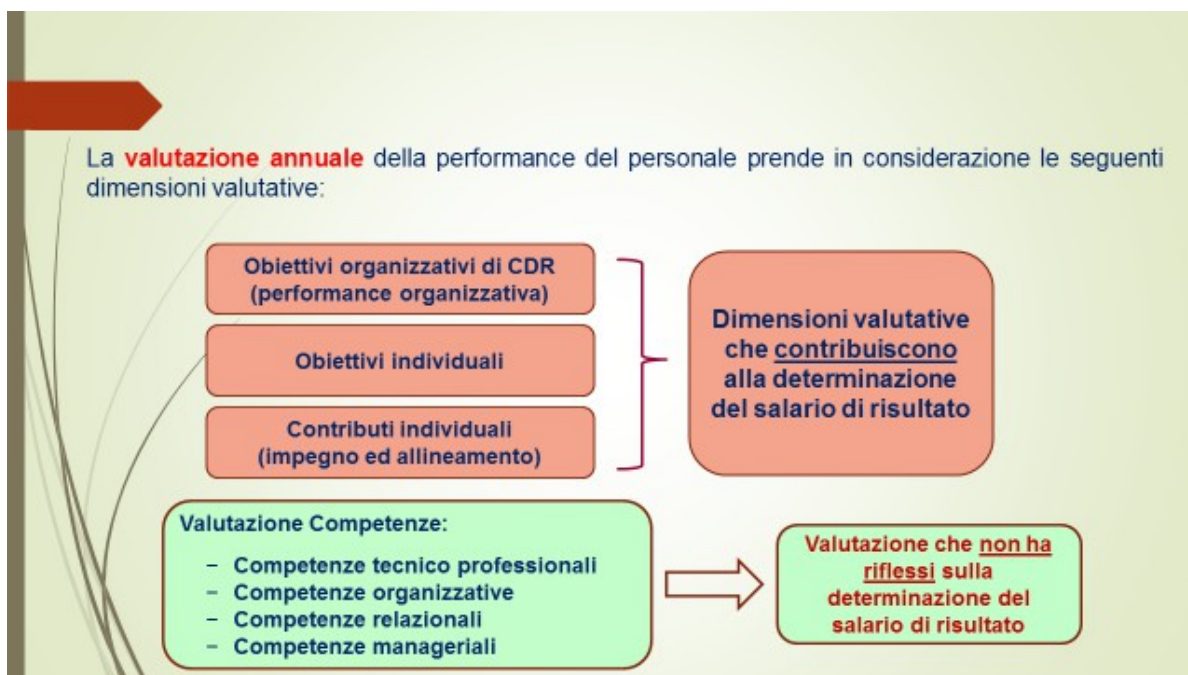 La valutazione annuale della performance del personale prende in considerazione le seguenti
dimensioni valutative:
Obiettivi organizzativi di CDR
(performance organizzativa)
Obiettivi individuali
Contributi individuali
(impegno ed allineamento)
Dimensioni valutative
che contribuiscono
alla determinazione
del salario di risultato
Valutazione Competenze:
− Competenze tecnico professionali
− Competenze organizzative
− Competenze relazionali
− Competenze manageriali
Valutazione che non ha
riflessi sulla
determinazione del
salario di risultato